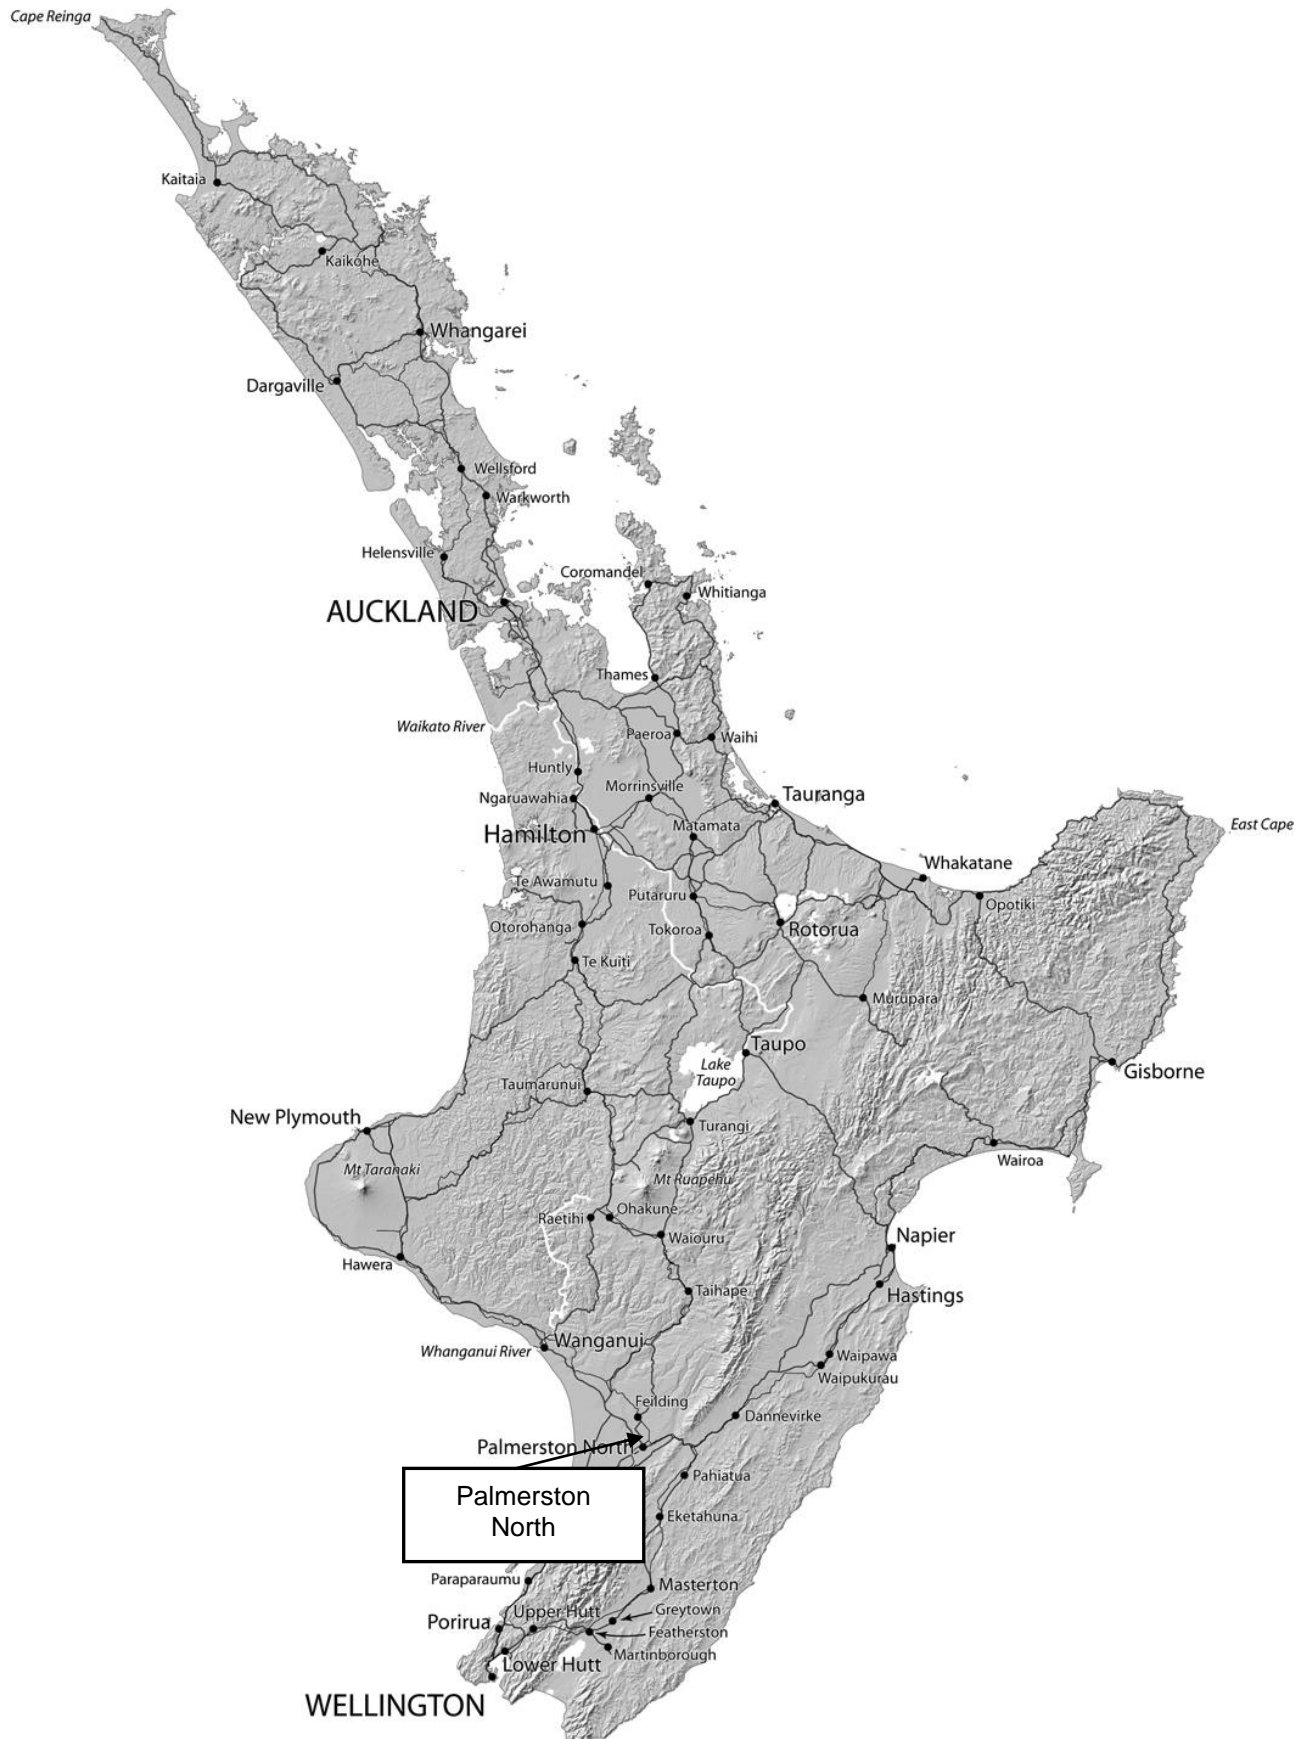 Cape Reinga
Kaitaia
Kaikohe
Whangarei
Dargaville
Wellsford
Warkworth
Helensville
Coromandel
Whitianga
AUCKLAND
Thames
Waikato River
Paeroa
Waihi
Huntly
Morrinsville
Ngaruawahia
Tauranga
Hamilton
Matamata
East Cape
Whakatane
Te Awamutu
Putaruru
Opotiki
Otorohanga
Tokoroa
Rotorua
Te Kuiti
Murupara
Taupo
Lake
Taupo
Gisborne
Taumarunui
New Plymouth
Turangi
Wairoa
Mt Taranaki
Mt Ruapehu
Raetihi
Ohakune
Waiouru
Napier
Hawera
Taihape
Hastings
Wanganui
Whanganui River
Waipawa
Waipukurau
Feilding
Dannevirke
Palmerston North
Pahiatua
Palmerston
North
Eketahuna
Paraparaumu
Masterton
Greytown
Upper Hutt
Porirua
Featherston
Martinborough
Lower Hutt
WELLINGTON